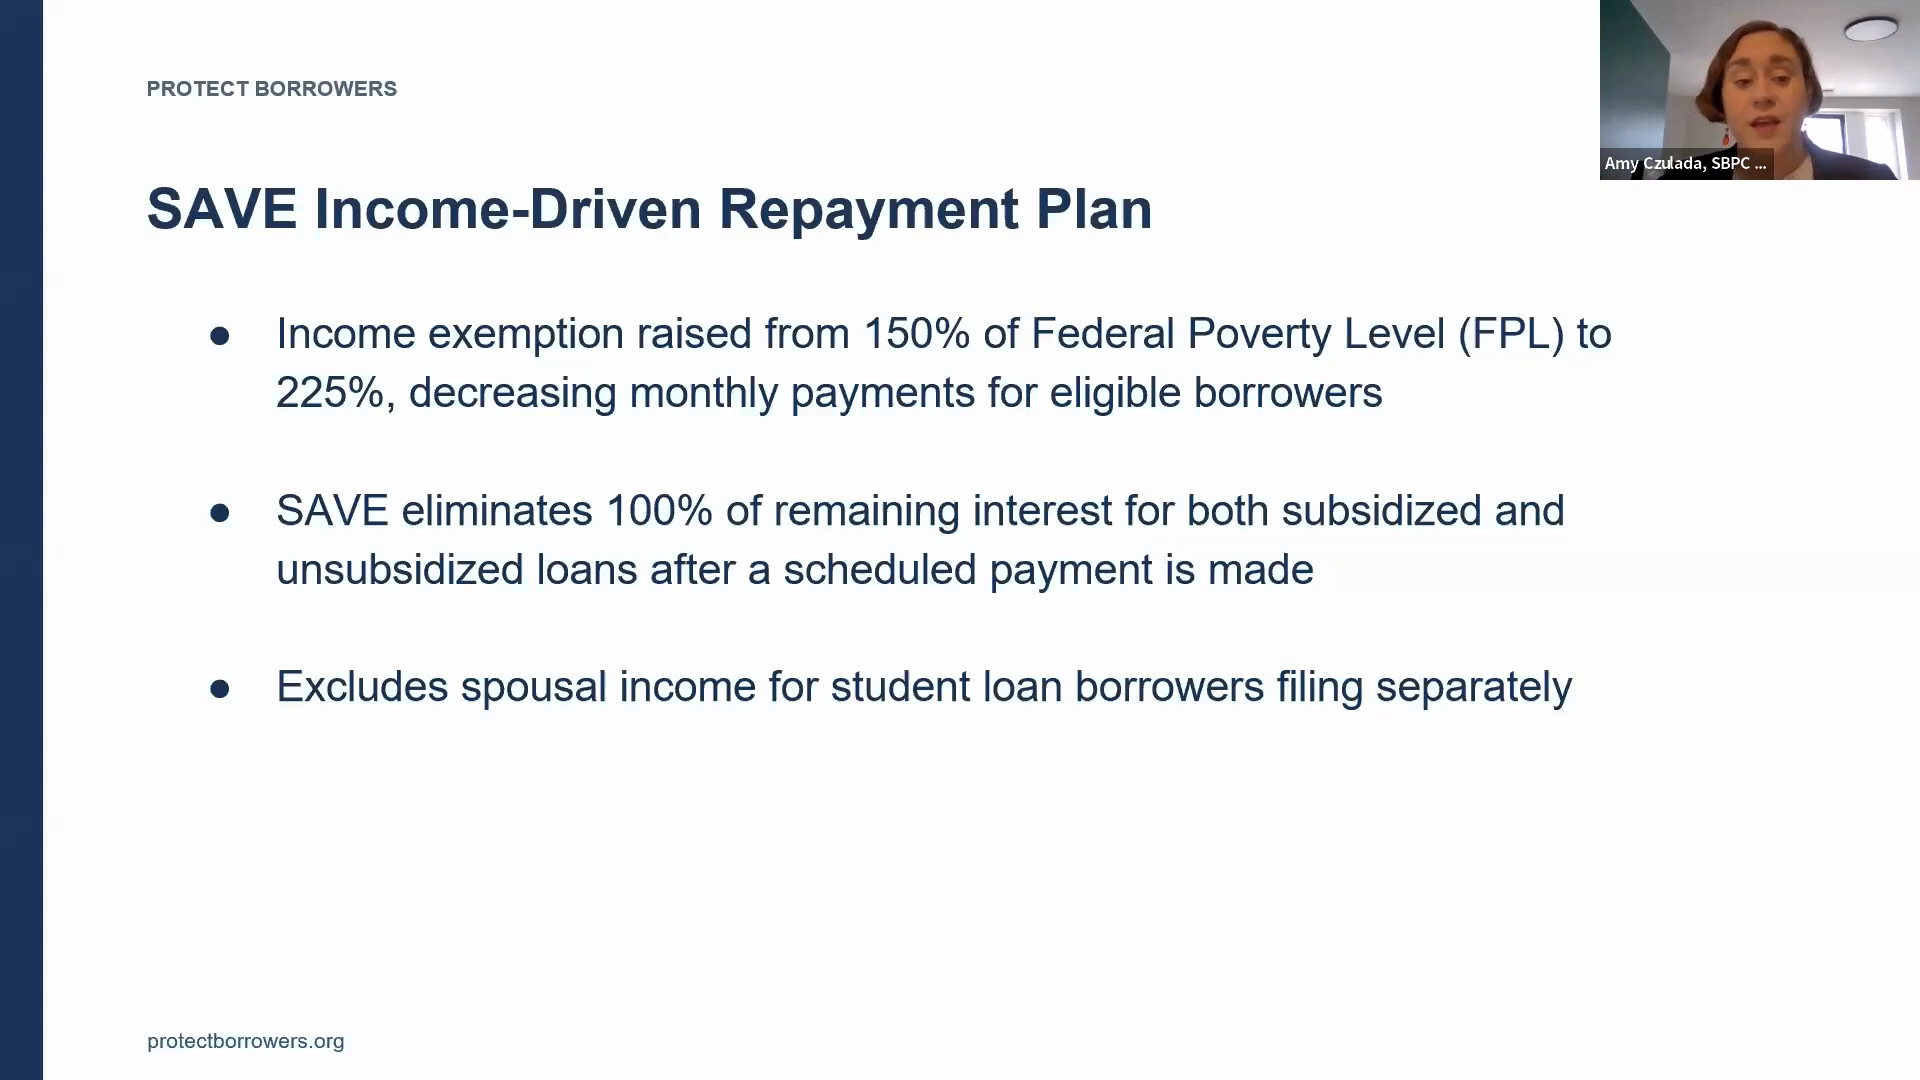 PROTECT BORROWERS
SAVE Income-Driven Repayment Plan
● Income exemption raised from 150% of Federal Poverty Level (FPL) to
225%, decreasing monthly payments for eligible borrowers
● SAVE eliminates 100% of remaining interest for both subsidized and
unsubsidized loans after a scheduled payment is made
● Excludes spousal income for student loan borrowers filing separately
protectborrowers.org
Amy Czulada, SBPC ...